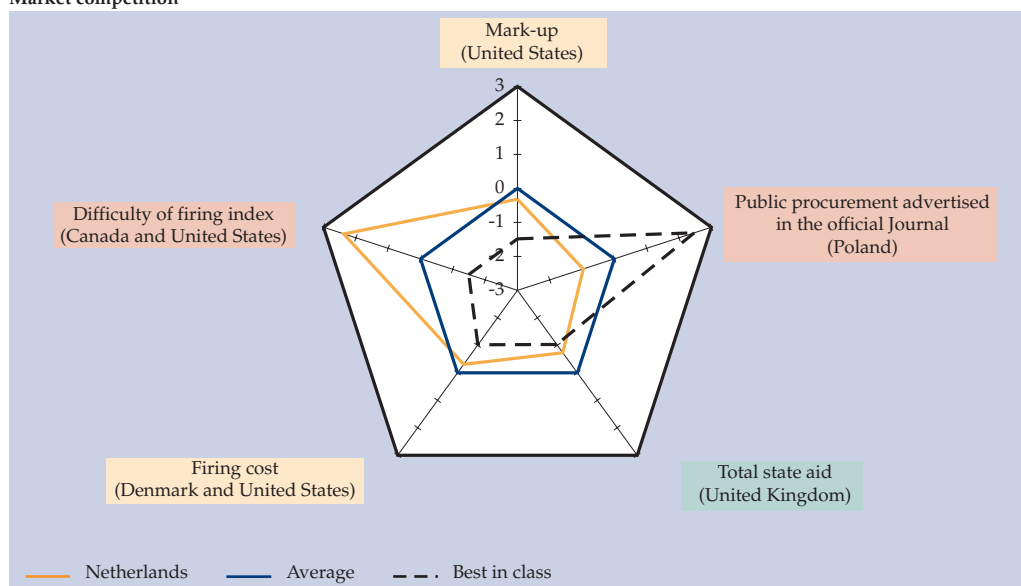 Market competition
Mark-up
(United States)
3
2
1
0
-1
-2
-3
Difficulty of firing index
(Canada and United States)
Public procurement advertised
in the official Journal
(Poland)
Firing cost
(Denmark and United States)
Total state aid
(United Kingdom)
Netherlands Average Best in class